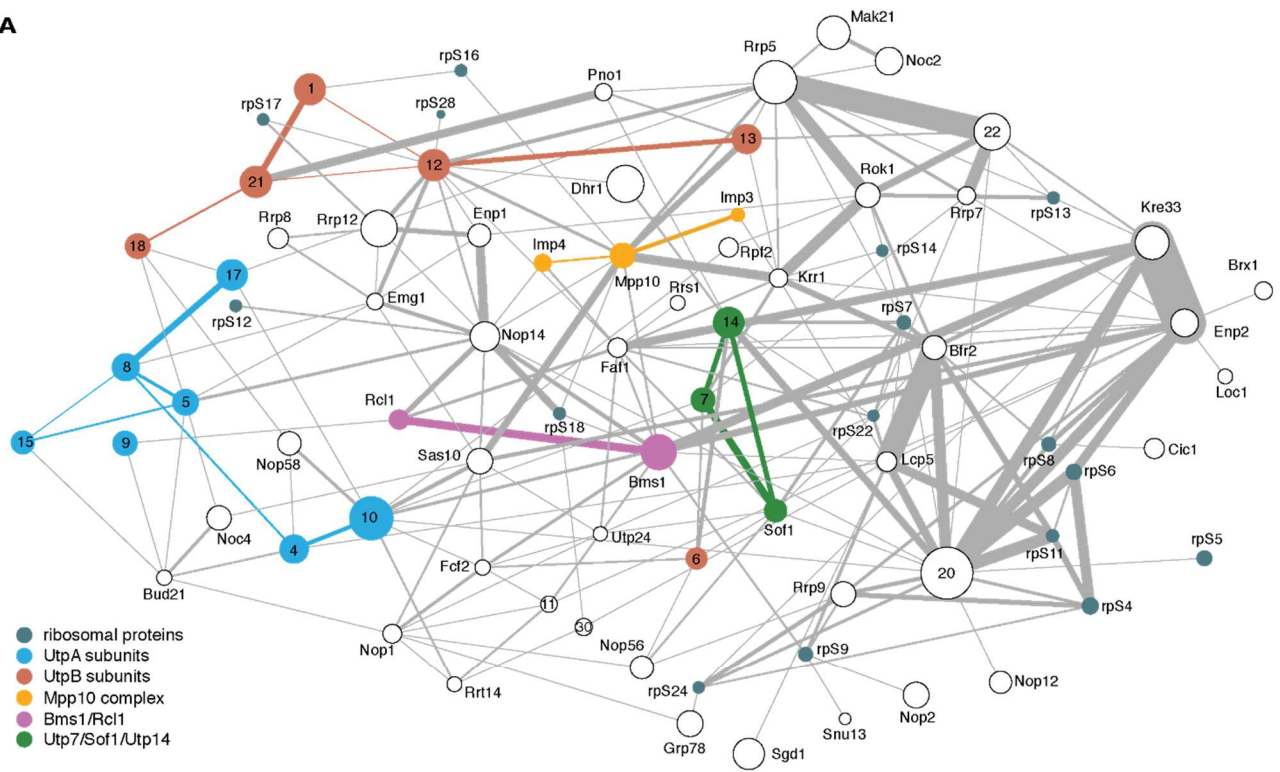 A
Mak21
Rrp5
Noc2
rpS16
Pno1
1
rpS17
rpS28
22
13
12
Rok1
21
Dhr1
Imp3
Rrp7
rpS13
Kre33
Rrp8
Rrp12
Enp1
18
Imp4
Rpf2
rpS14
Mpp10
Krr1
Brx1
17
Rrs1
Emg1
rpS12
rpS7
14
Enp2
Nop14
Faf1
Bfr2
8
Loc1
Rcl1
5
7
rpS18
rpS22
15
9
Cic1
Nop58
Sas10
Bms1
Lcp5
rpS8
rpS6
Noc4
10
Sof1
Utp24
rpS11
rpS5
4
6
20
Fcf2
Bud21
Rrp9
11
rpS4
30
ribosomal proteins
UtpA subunits
UtpB subunits
Mpp10 complex
Bms1/Rcl1
Utp7/Sof1/Utp14
Nop1
Nop56
rpS9
Rrt14
rpS24
Nop12
Nop2
Snu13
Grp78
Sgd1